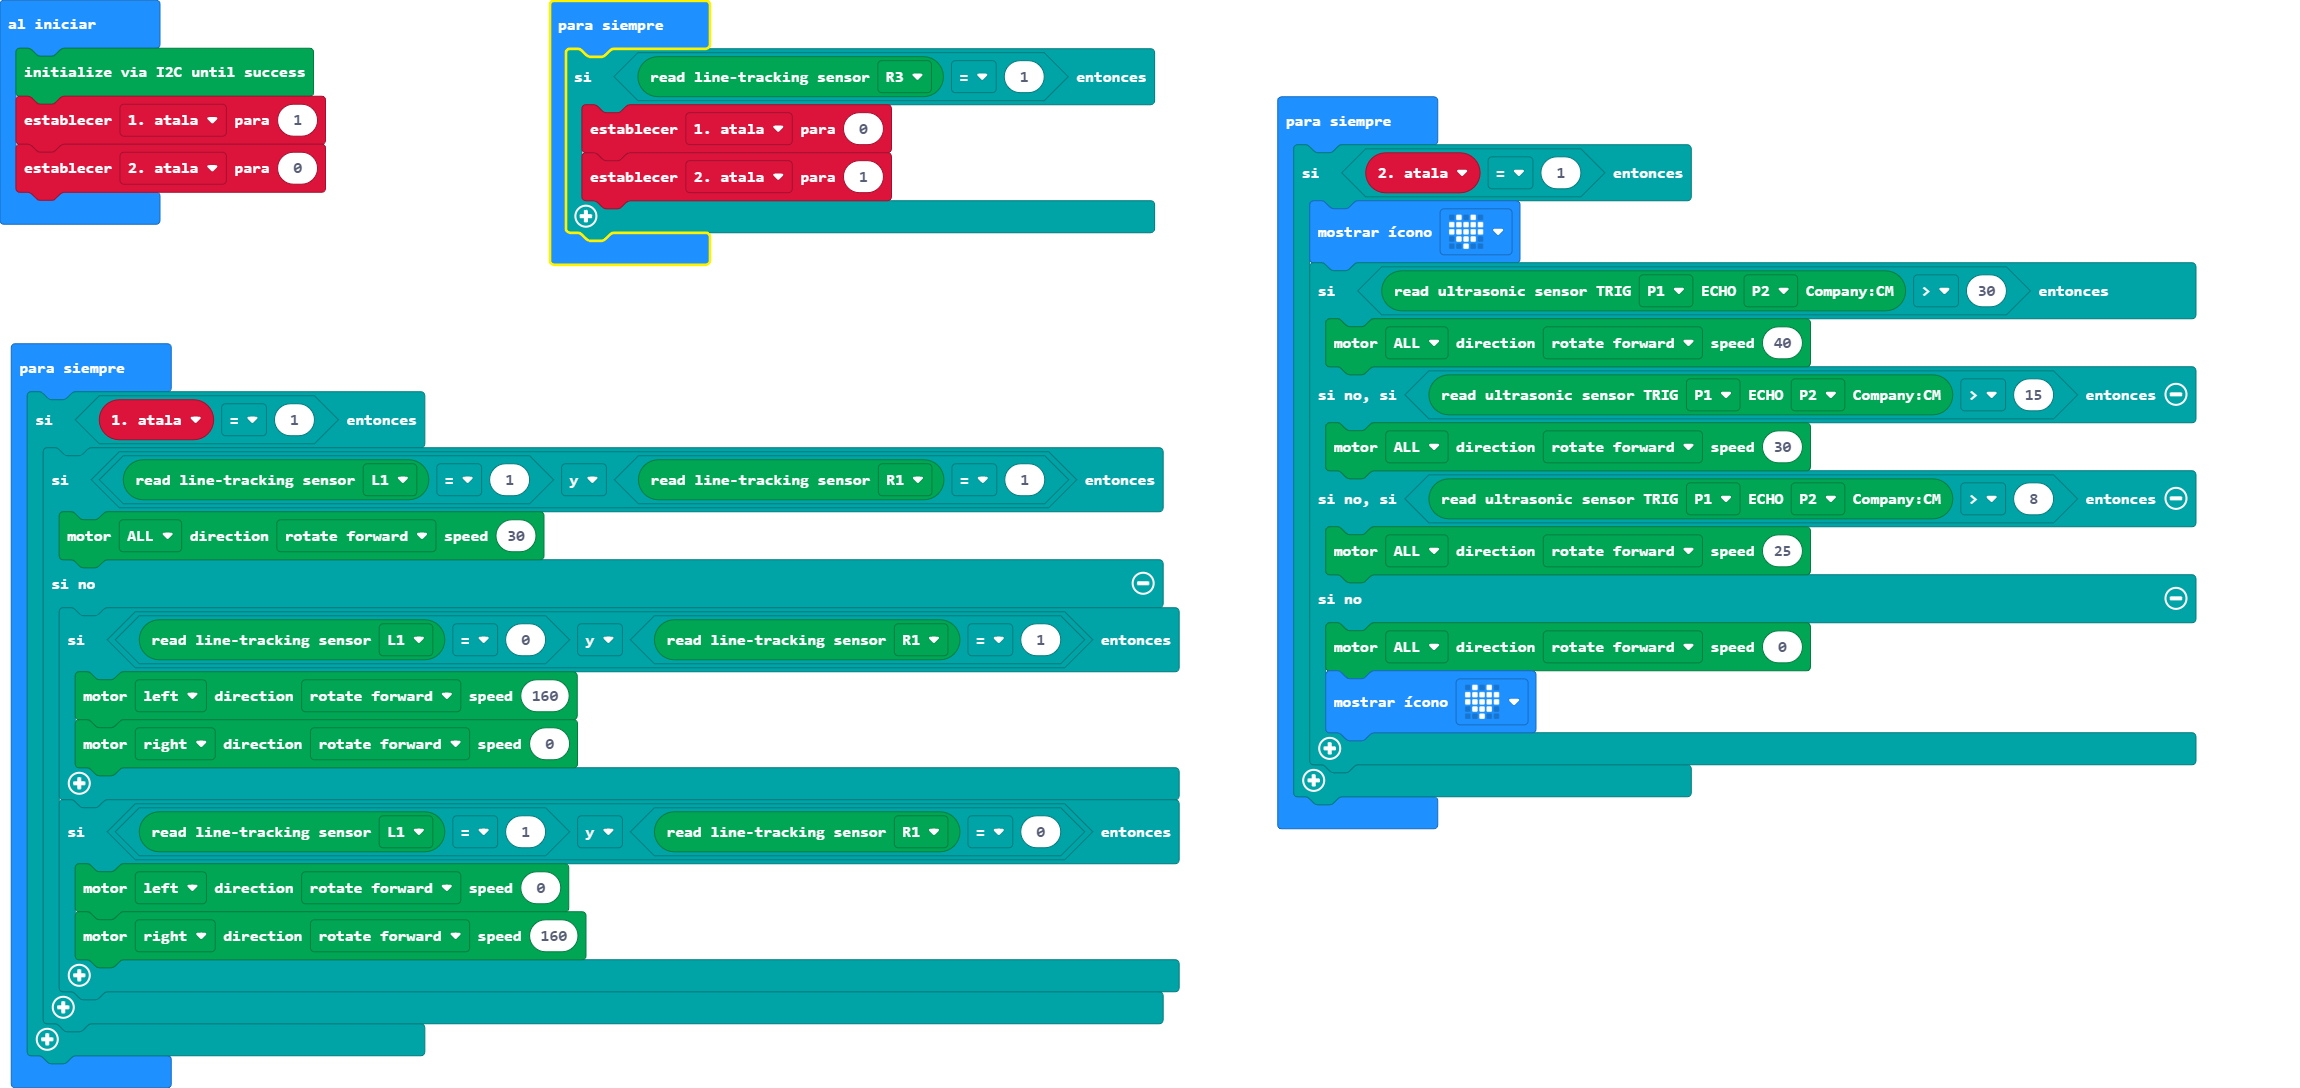 al iniciar
initialize via I2C until success
establecer 1. atala para 1
establecer 2. atala para 0
para siempre
si read line-tracking sensor R3 = 1 entonces
establecer 1. atala para 0
establecer 2. atala para 1
para siempre
si 1. atala = 1 entonces
si read line-tracking sensor L1 = 1 y read line-tracking sensor R1 = 1 entonces
motor ALL direction rotate forward speed 30
si no
si read line-tracking sensor L1 = 0 y read line-tracking sensor R1 = 1 entonces
motor left direction rotate forward speed 160
motor right direction rotate forward speed 0
si read line-tracking sensor L1 = 1 y read line-tracking sensor R1 = 0 entonces
motor left direction rotate forward speed 0
motor right direction rotate forward speed 160
para siempre
si 2. atala = 1 entonces
mostrar ícono
si read ultrasonic sensor TRIG P1 ECHO P2 Company:CM > 30 entonces
motor ALL direction rotate forward speed 40
si no, si read ultrasonic sensor TRIG P1 ECHO P2 Company:CM > 15 entonces
motor ALL direction rotate forward speed 30
si no, si read ultrasonic sensor TRIG P1 ECHO P2 Company:CM > 8 entonces
motor ALL direction rotate forward speed 25
si no
motor ALL direction rotate forward speed 0
mostrar ícono